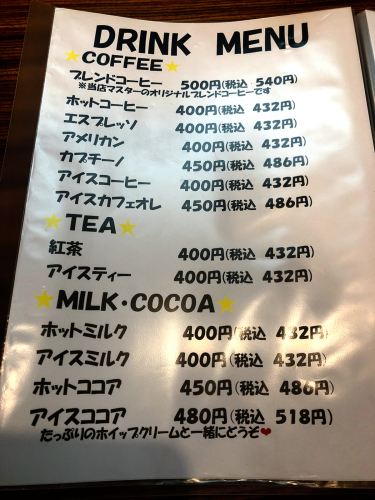 DRINK MENU
★COFFEE★
ブレンドコーヒー 500円(税込 540円)
※当店マスターのオリジナルブレンドコーヒーです
ホットコーヒー 400円(税込 432円)
エスプレッソ 400円(税込 432円)
アメリカン 400円(税込 432円)
カプチーノ 450円(税込 486円)
アイスコーヒー 400円(税込 432円)
アイスカフェオレ 450円(税込 486円)
★TEA★
紅茶 400円(税込 432円)
アイスティー 400円(税込 432円)
★MILK・COCOA★
ホットミルク 400円(税込 432円)
アイスミルク 400円(税込 432円)
ホットココア 450円(税込 486円)
アイスココア 480円(税込 518円)
たっぷりのホイップクリームと一緒にどうぞ❤